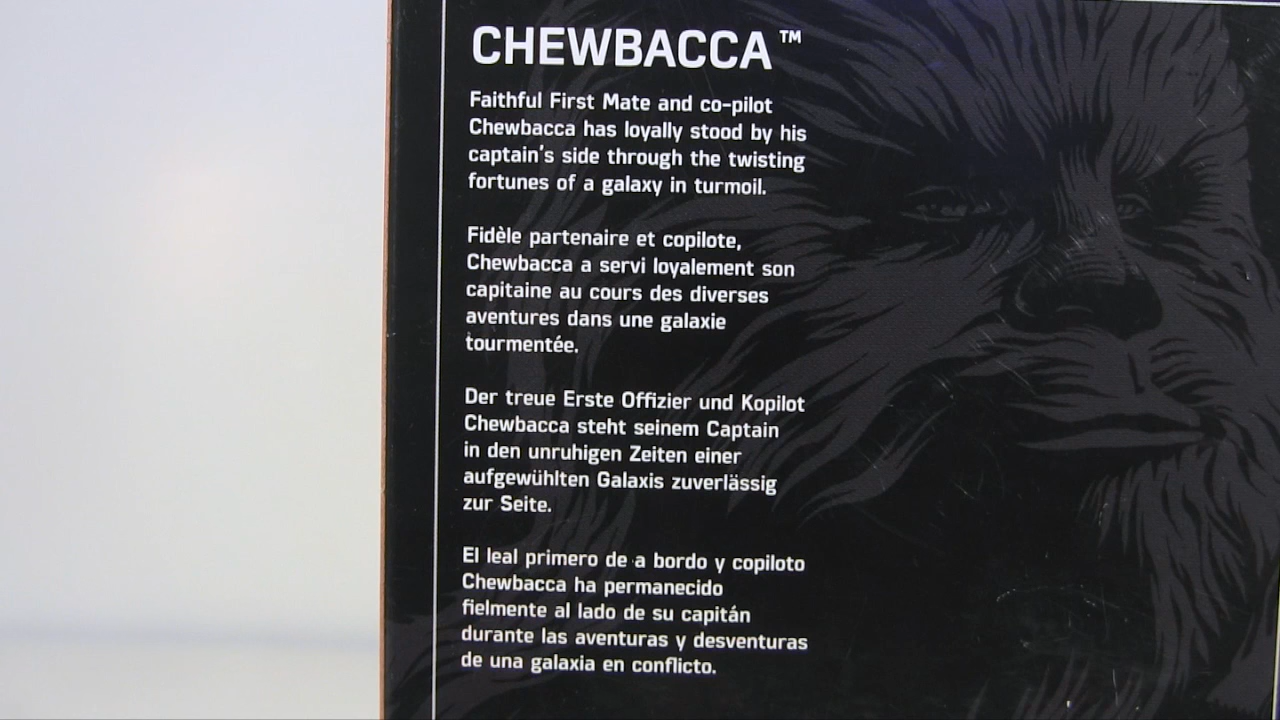 CHEWBACCA™
Faithful First Mate and co-pilot
Chewbacca has loyally stood by his
captain's side through the twisting
fortunes of a galaxy in turmoil.
Fidèle partenaire et copilote,
Chewbacca a servi loyalement son
capitaine au cours des diverses
aventures dans une galaxie
tourmentée.
Der treue Erste Offizier und Kopilot
Chewbacca steht seinem Captain
in den unruhigen Zeiten einer
aufgewühlten Galaxis zuverlässig
zur Seite.
El leal primero de a bordo y copiloto
Chewbacca ha permanecido
fielmente al lado de su capitán
durante las aventuras y desventuras
de una galaxia en conflicto.